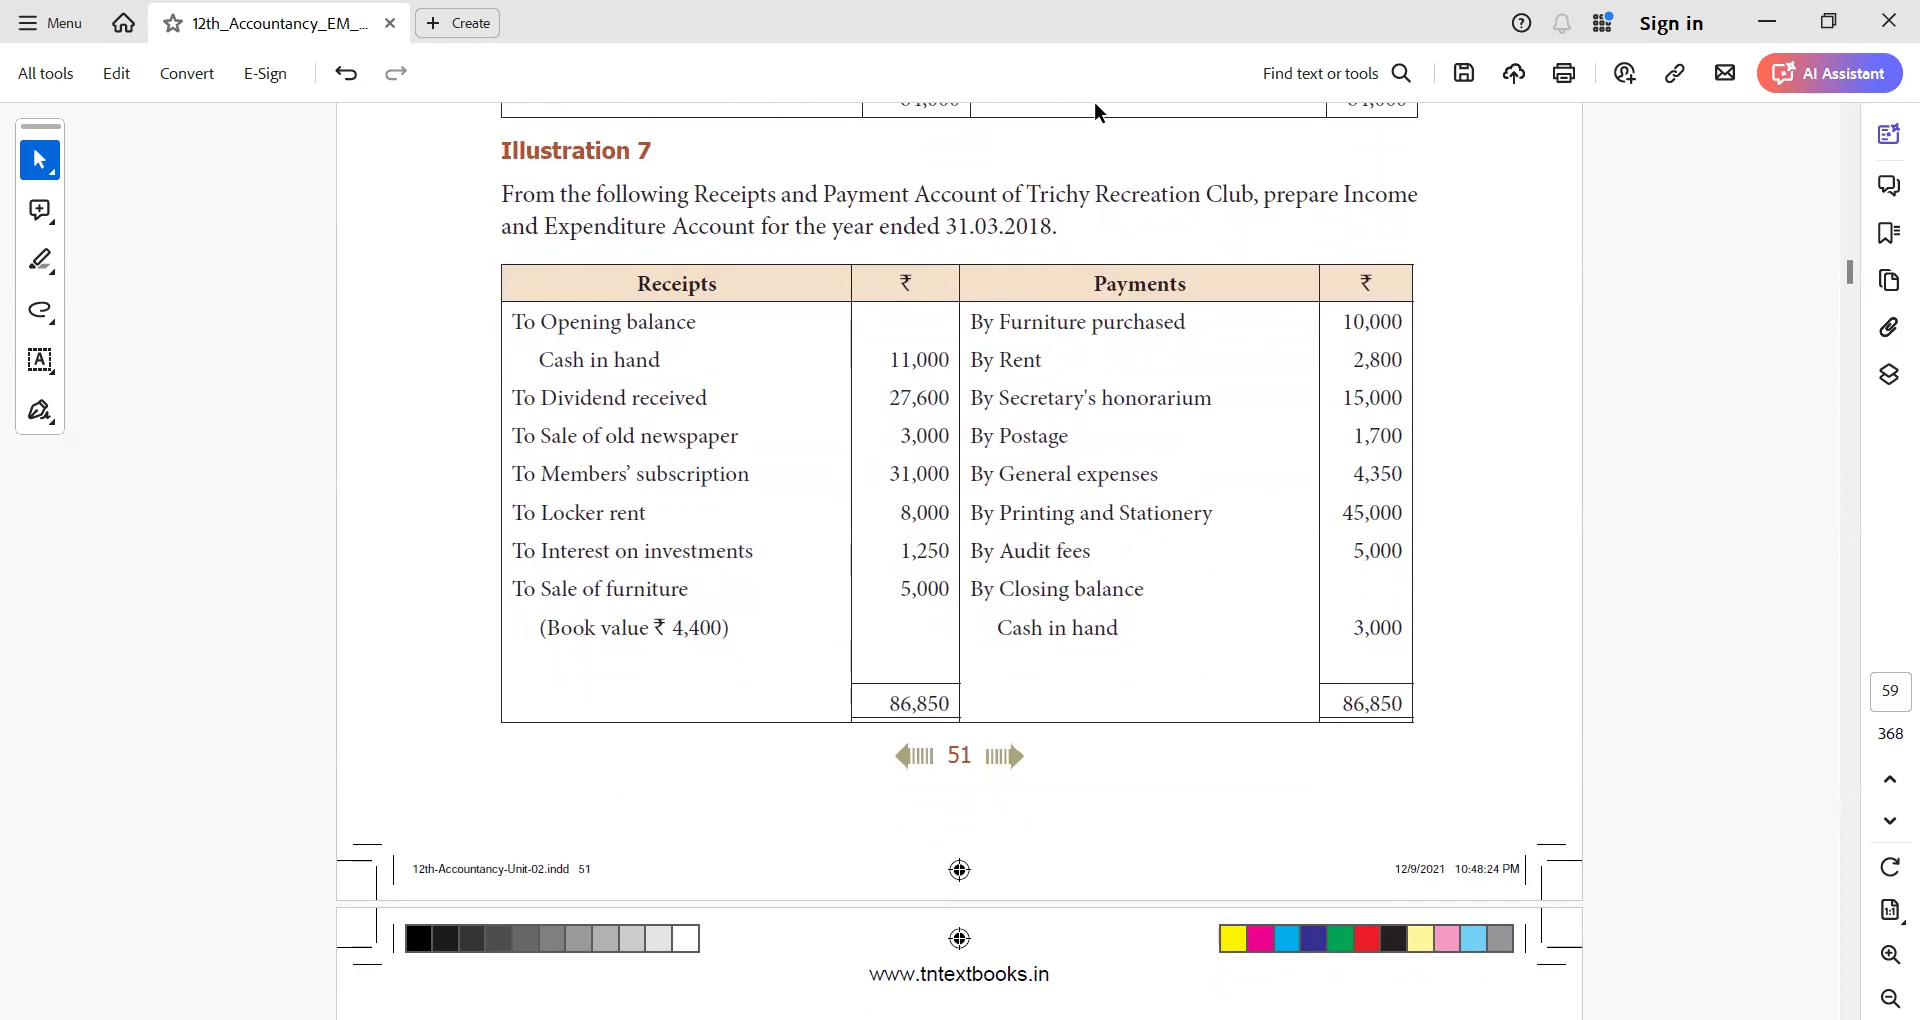 Menu
12th_Accountancy_EM_...
Create
Sign in
All tools
Edit
Convert
E-Sign
Find text or tools
AI Assistant
Illustration 7
From the following Receipts and Payment Account of Trichy Recreation Club, prepare Income
and Expenditure Account for the year ended 31.03.2018.
Receipts ₹ Payments ₹
To Opening balance By Furniture purchased 10,000
Cash in hand 11,000 By Rent 2,800
To Dividend received 27,600 By Secretary's honorarium 15,000
To Sale of old newspaper 3,000 By Postage 1,700
To Members’ subscription 31,000 By General expenses 4,350
To Locker rent 8,000 By Printing and Stationery 45,000
To Interest on investments 1,250 By Audit fees 5,000
To Sale of furniture 5,000 By Closing balance
(Book value ₹ 4,400) Cash in hand 3,000
86,850 86,850
51
12th-Accountancy-Unit-02.indd 51
12/9/2021 10:48:24 PM
www.tntextbooks.in
59
368